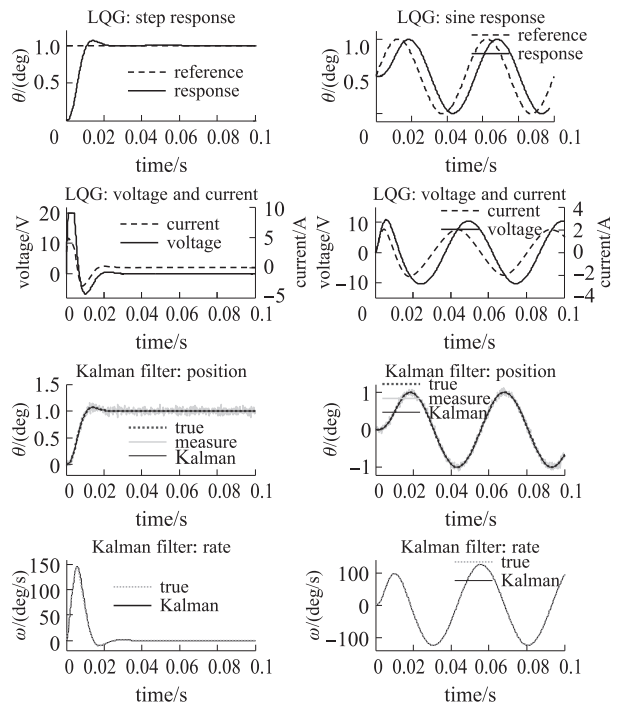 LQG: step response
1.0
0.5
θ/(deg)
reference
response
0 0.02 0.04 0.06 0.08 0.1
time/s
LQG: sine response
1.0
0.5
θ/(deg)
reference
response
0 0.02 0.04 0.06 0.08 0.1
time/s
LQG: voltage and current
20
10
0
voltage/V
current
voltage
10
5
0
−5
current/A
0 0.02 0.04 0.06 0.08 0.1
time/s
LQG: voltage and current
10
0
−10
voltage/V
current
voltage
4
2
0
−2
−4
current/A
0 0.02 0.04 0.06 0.08 0.1
time/s
Kalman filter: position
1.5
1.0
0.5
0
θ/(deg)
true
measure
Kalman
0 0.02 0.04 0.06 0.08 0.1
time/s
Kalman filter: position
1
0
−1
θ/(deg)
true
measure
Kalman
0 0.02 0.04 0.06 0.08 0.1
time/s
Kalman filter: rate
150
100
50
0
ω/(deg/s)
true
Kalman
0 0.02 0.04 0.06 0.08 0.1
time/s
Kalman filter: rate
100
0
−100
ω/(deg/s)
true
Kalman
0 0.02 0.04 0.06 0.08 0.1
time/s